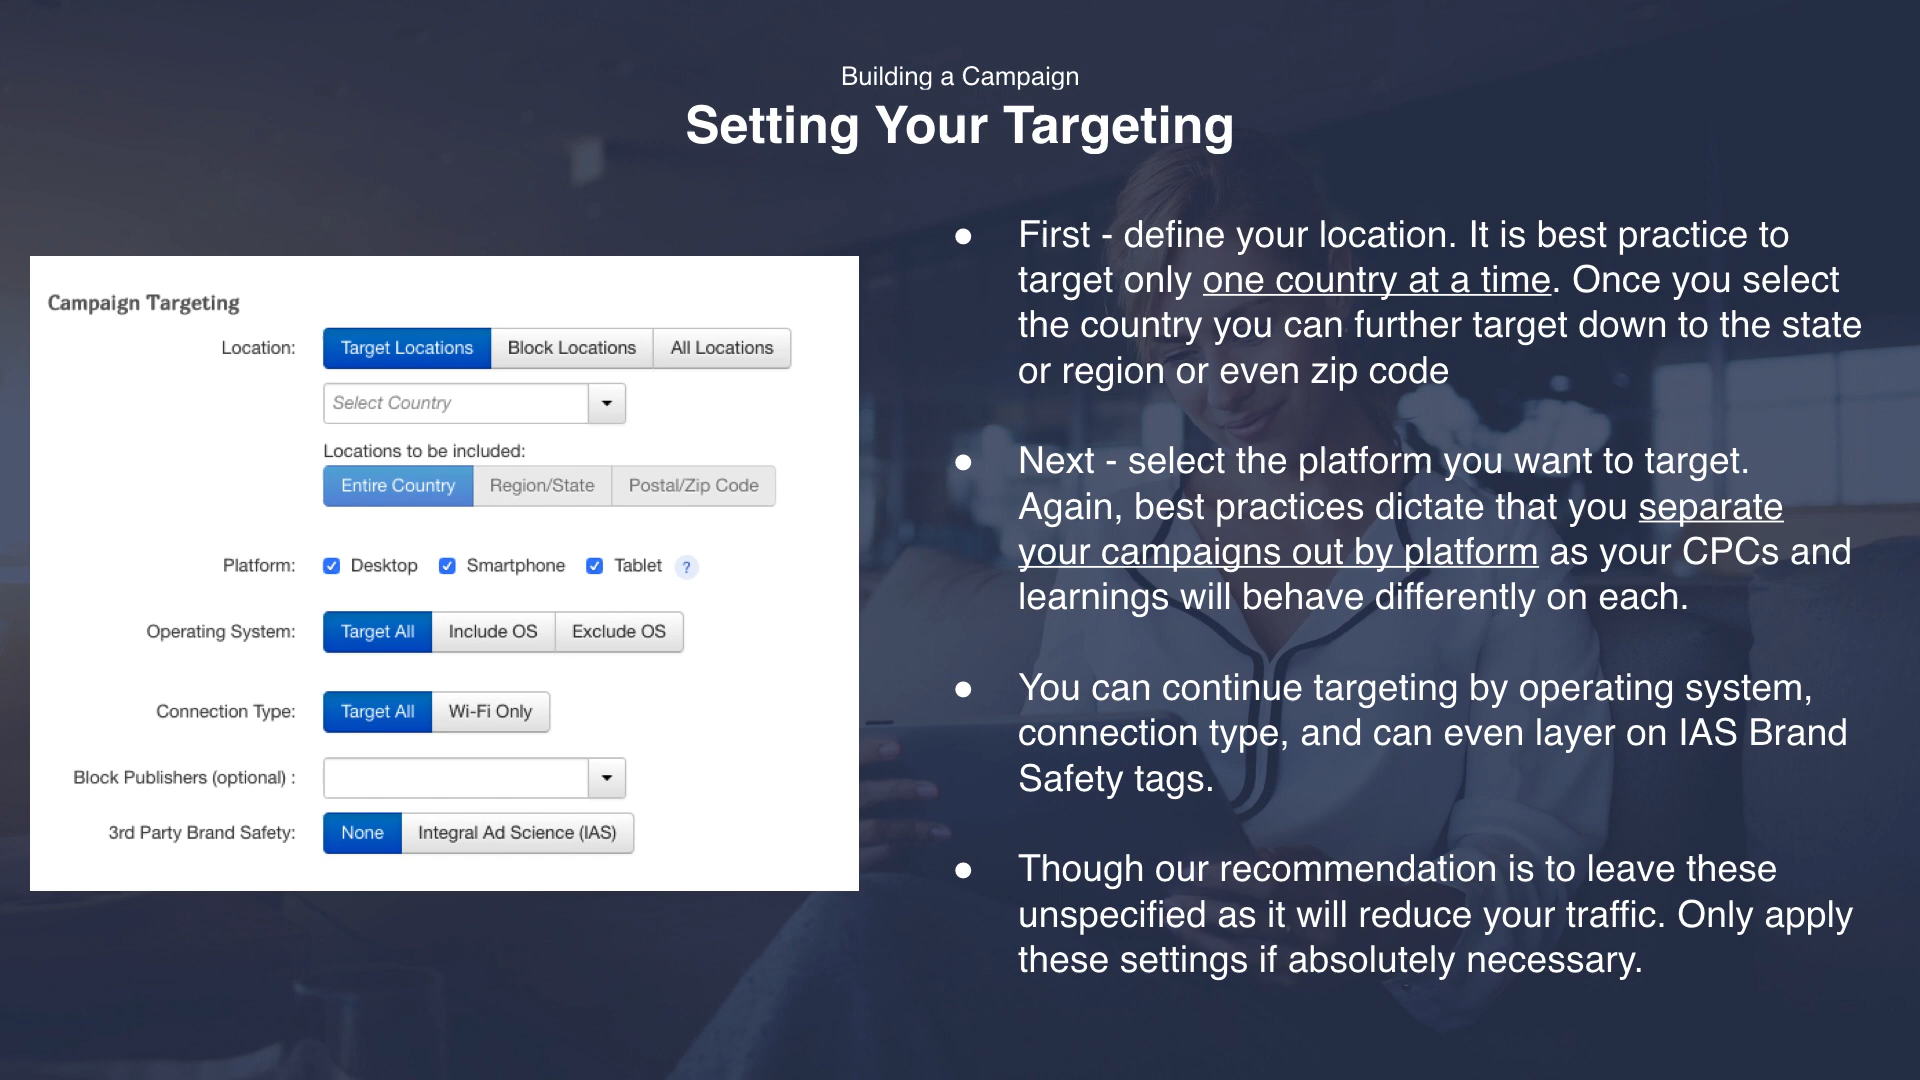 Building a Campaign
Setting Your Targeting
Campaign Targeting
Location: Target Locations Block Locations All Locations
Select Country
Locations to be included:
Entire Country Region/State Postal/Zip Code
Platform: Desktop Smartphone Tablet ?
Operating System: Target All Include OS Exclude OS
Connection Type: Target All Wi-Fi Only
Block Publishers (optional) :
3rd Party Brand Safety: None Integral Ad Science (IAS)
● First - define your location. It is best practice to
target only one country at a time. Once you select
the country you can further target down to the state
or region or even zip code
● Next - select the platform you want to target.
Again, best practices dictate that you separate
your campaigns out by platform as your CPCs and
learnings will behave differently on each.
● You can continue targeting by operating system,
connection type, and can even layer on IAS Brand
Safety tags.
● Though our recommendation is to leave these
unspecified as it will reduce your traffic. Only apply
these settings if absolutely necessary.